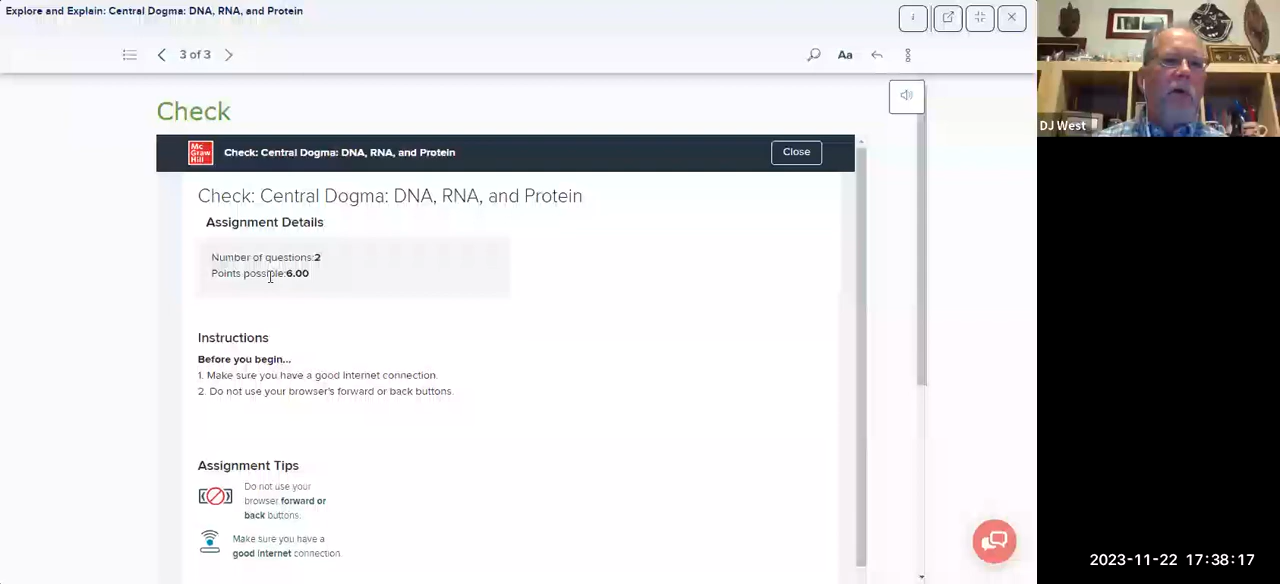 Explore and Explain: Central Dogma: DNA, RNA, and Protein
i
3 of 3
Aa
Check
Mc
Graw
Hill
Check: Central Dogma: DNA, RNA, and Protein
Close
Check: Central Dogma: DNA, RNA, and Protein
Assignment Details
Number of questions:2
Points possible:6.00
Instructions
Before you begin...
1. Make sure you have a good Internet connection.
2. Do not use your browser's forward or back buttons.
Assignment Tips
Do not use your
browser forward or
back buttons.
Make sure you have a
good Internet connection.
DJ West
2023-11-22 17:38:17